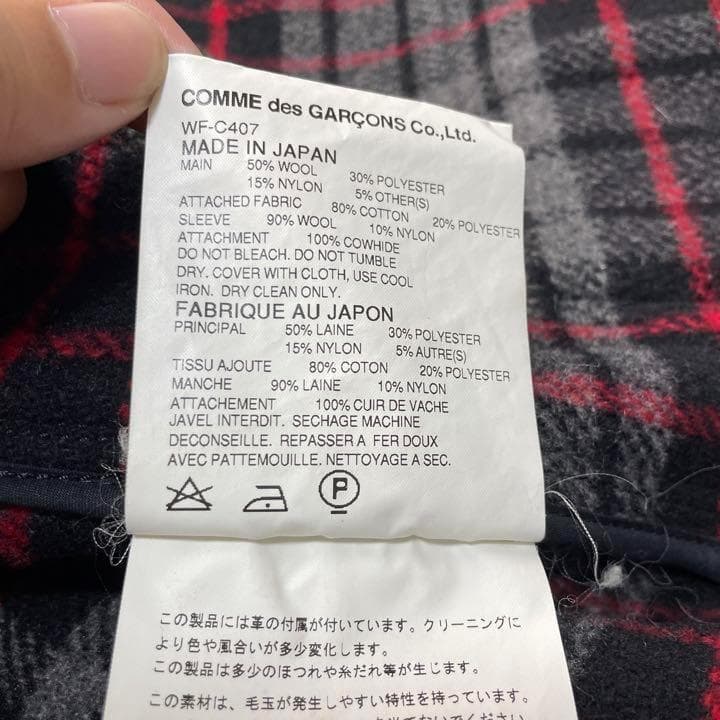 COMME des GARÇONS Co.,Ltd.
WF-C407
MADE IN JAPAN
MAIN 50% WOOL 30% POLYESTER
15% NYLON 5% OTHER(S)
ATTACHED FABRIC 80% COTTON 20% POLYESTER
SLEEVE 90% WOOL 10% NYLON
ATTACHMENT 100% COWHIDE
DO NOT BLEACH. DO NOT TUMBLE
DRY. COVER WITH CLOTH, USE COOL
IRON. DRY CLEAN ONLY.
FABRIQUE AU JAPON
PRINCIPAL 50% LAINE 30% POLYESTER
15% NYLON 5% AUTRE(S)
TISSU AJOUTE 80% COTON 20% POLYESTER
MANCHE 90% LAINE 10% NYLON
ATTACHEMENT 100% CUIR DE VACHE
JAVEL INTERDIT. SECHAGE MACHINE
DECONSEILLE. REPASSER A FER DOUX
AVEC PATTEMOUILLE. NETTOYAGE A SEC.
P
この製品には革の付属が付いています。クリーニングに
より色や風合いが多少変化します。
この製品は多少のほつれや糸だれ等が生じます。
この素材は、毛玉が発生しやすい特性を持っています。